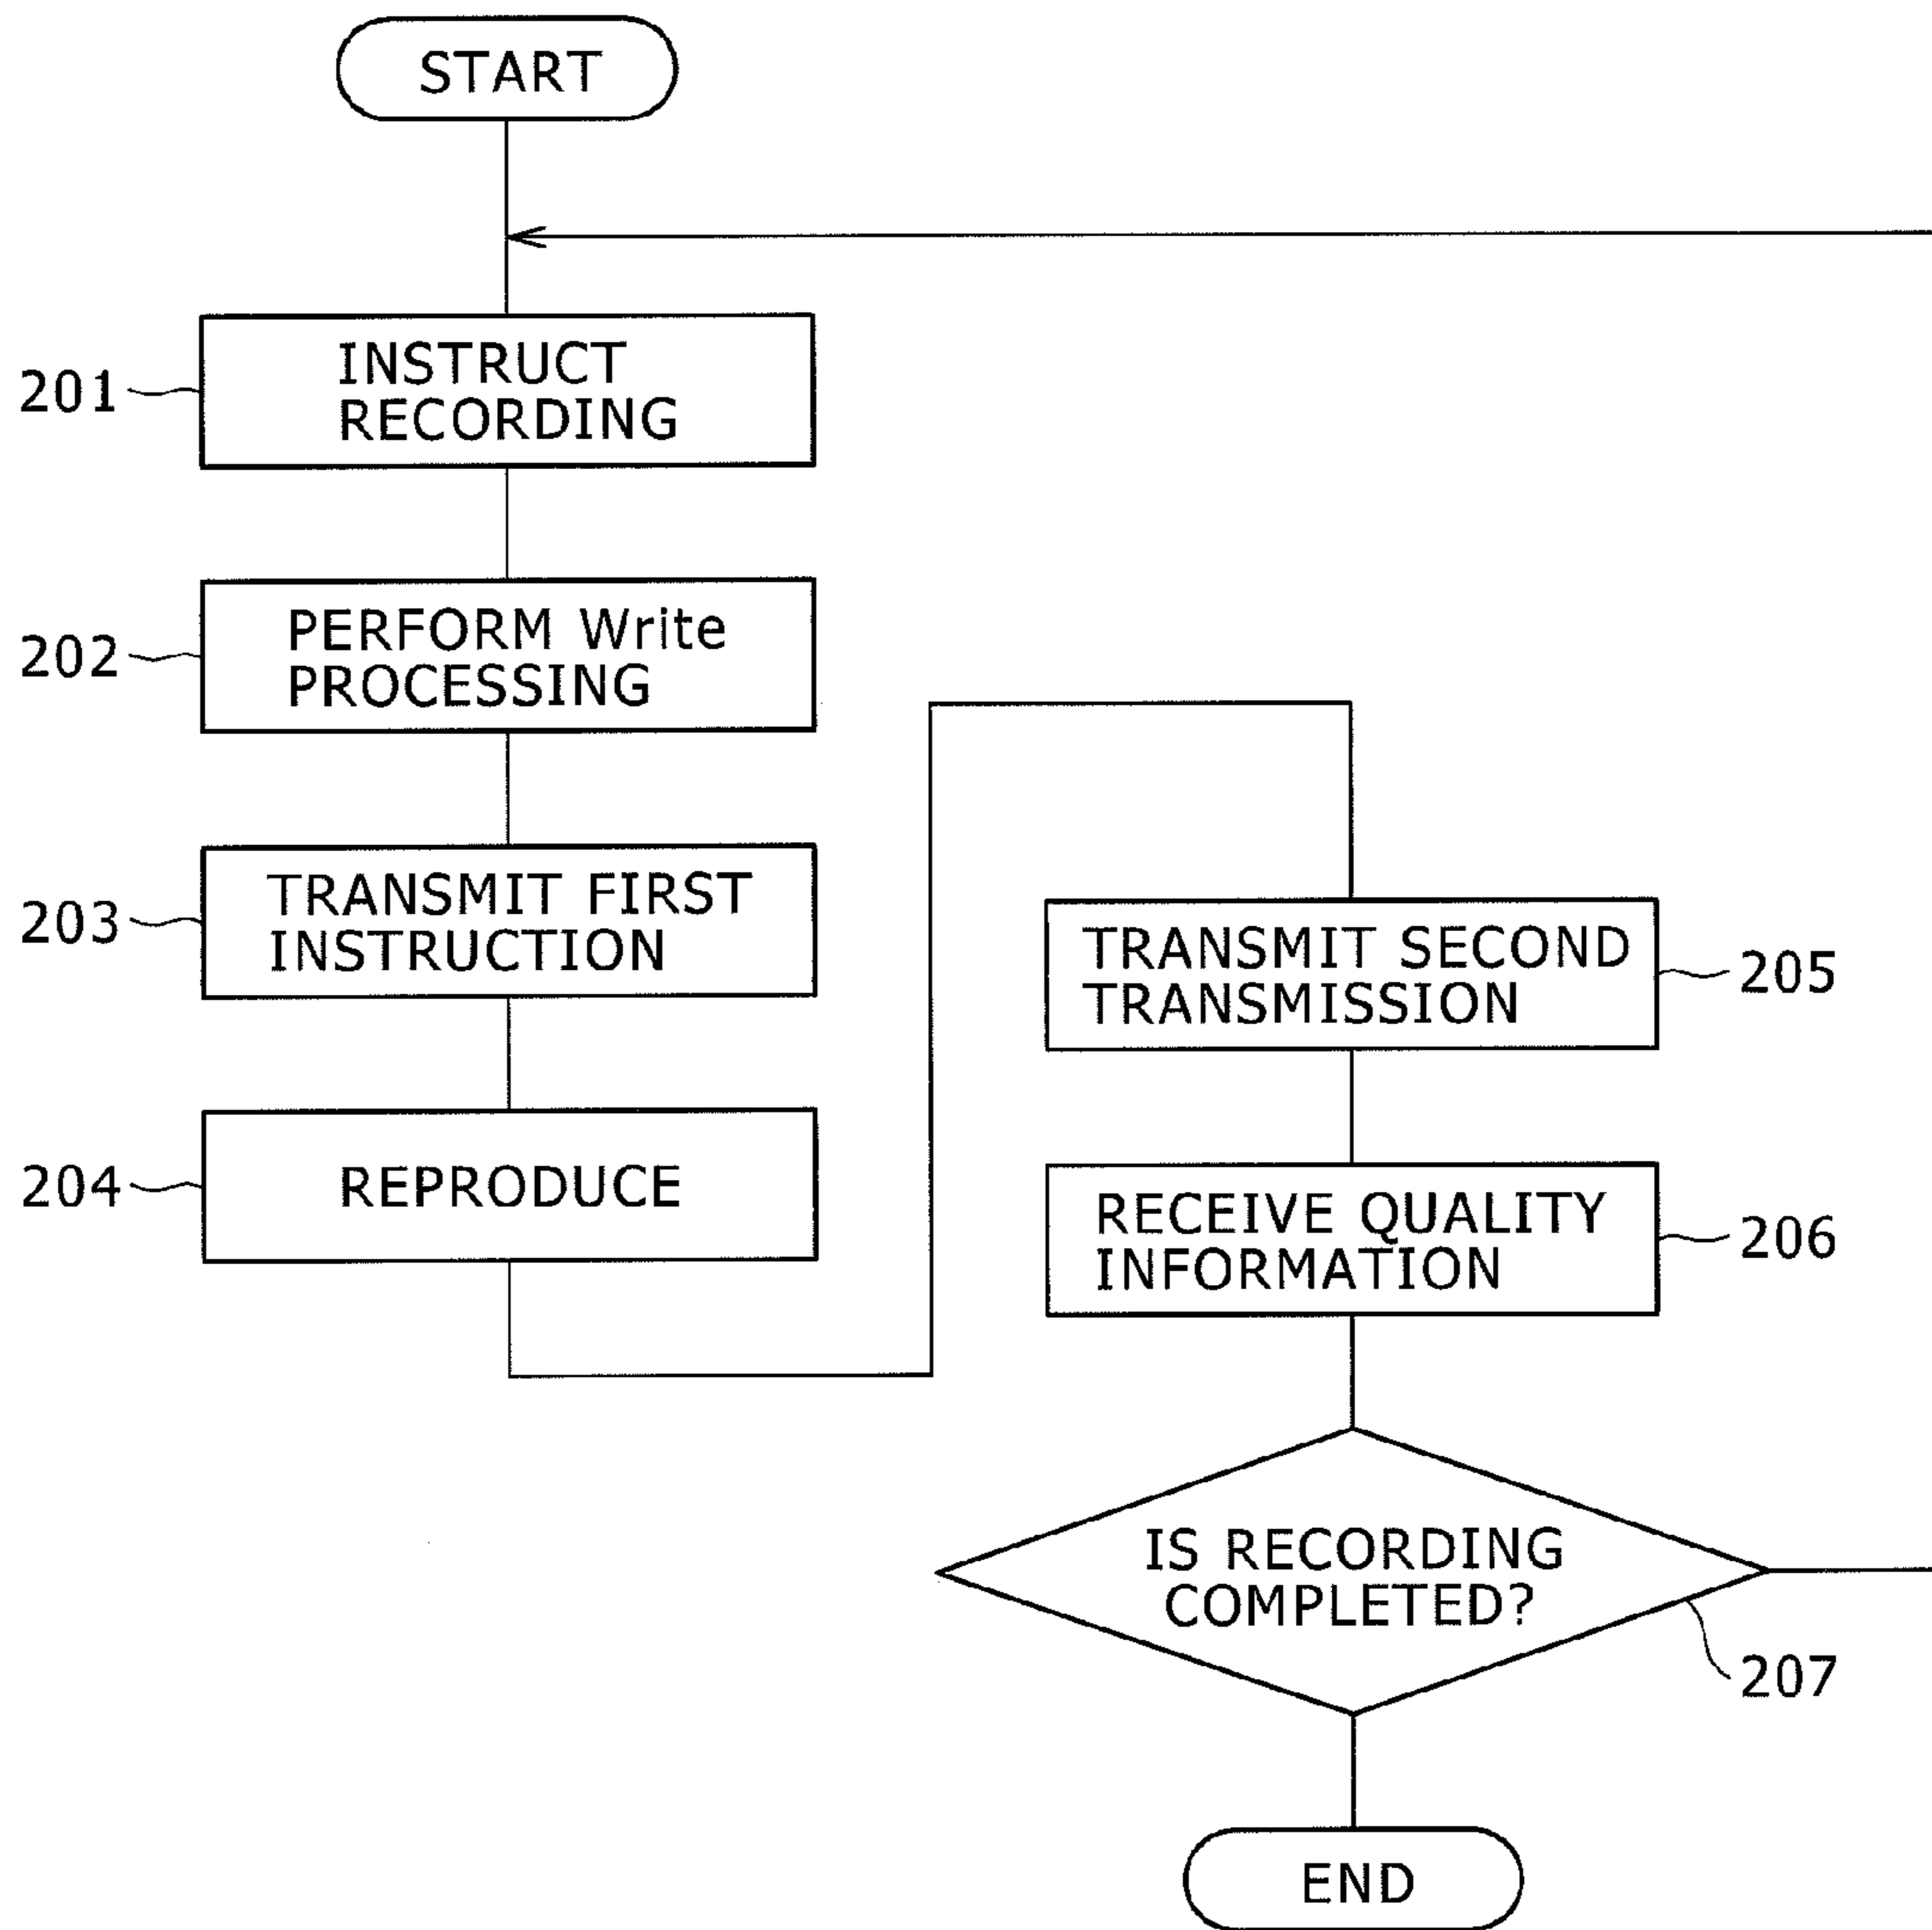 START
201
INSTRUCT
RECORDING
202
PERFORM Write
PROCESSING
203
TRANSMIT FIRST
INSTRUCTION
204
REPRODUCE
TRANSMIT SECOND
TRANSMISSION
205
RECEIVE QUALITY
INFORMATION
206
IS RECORDING
COMPLETED?
207
END